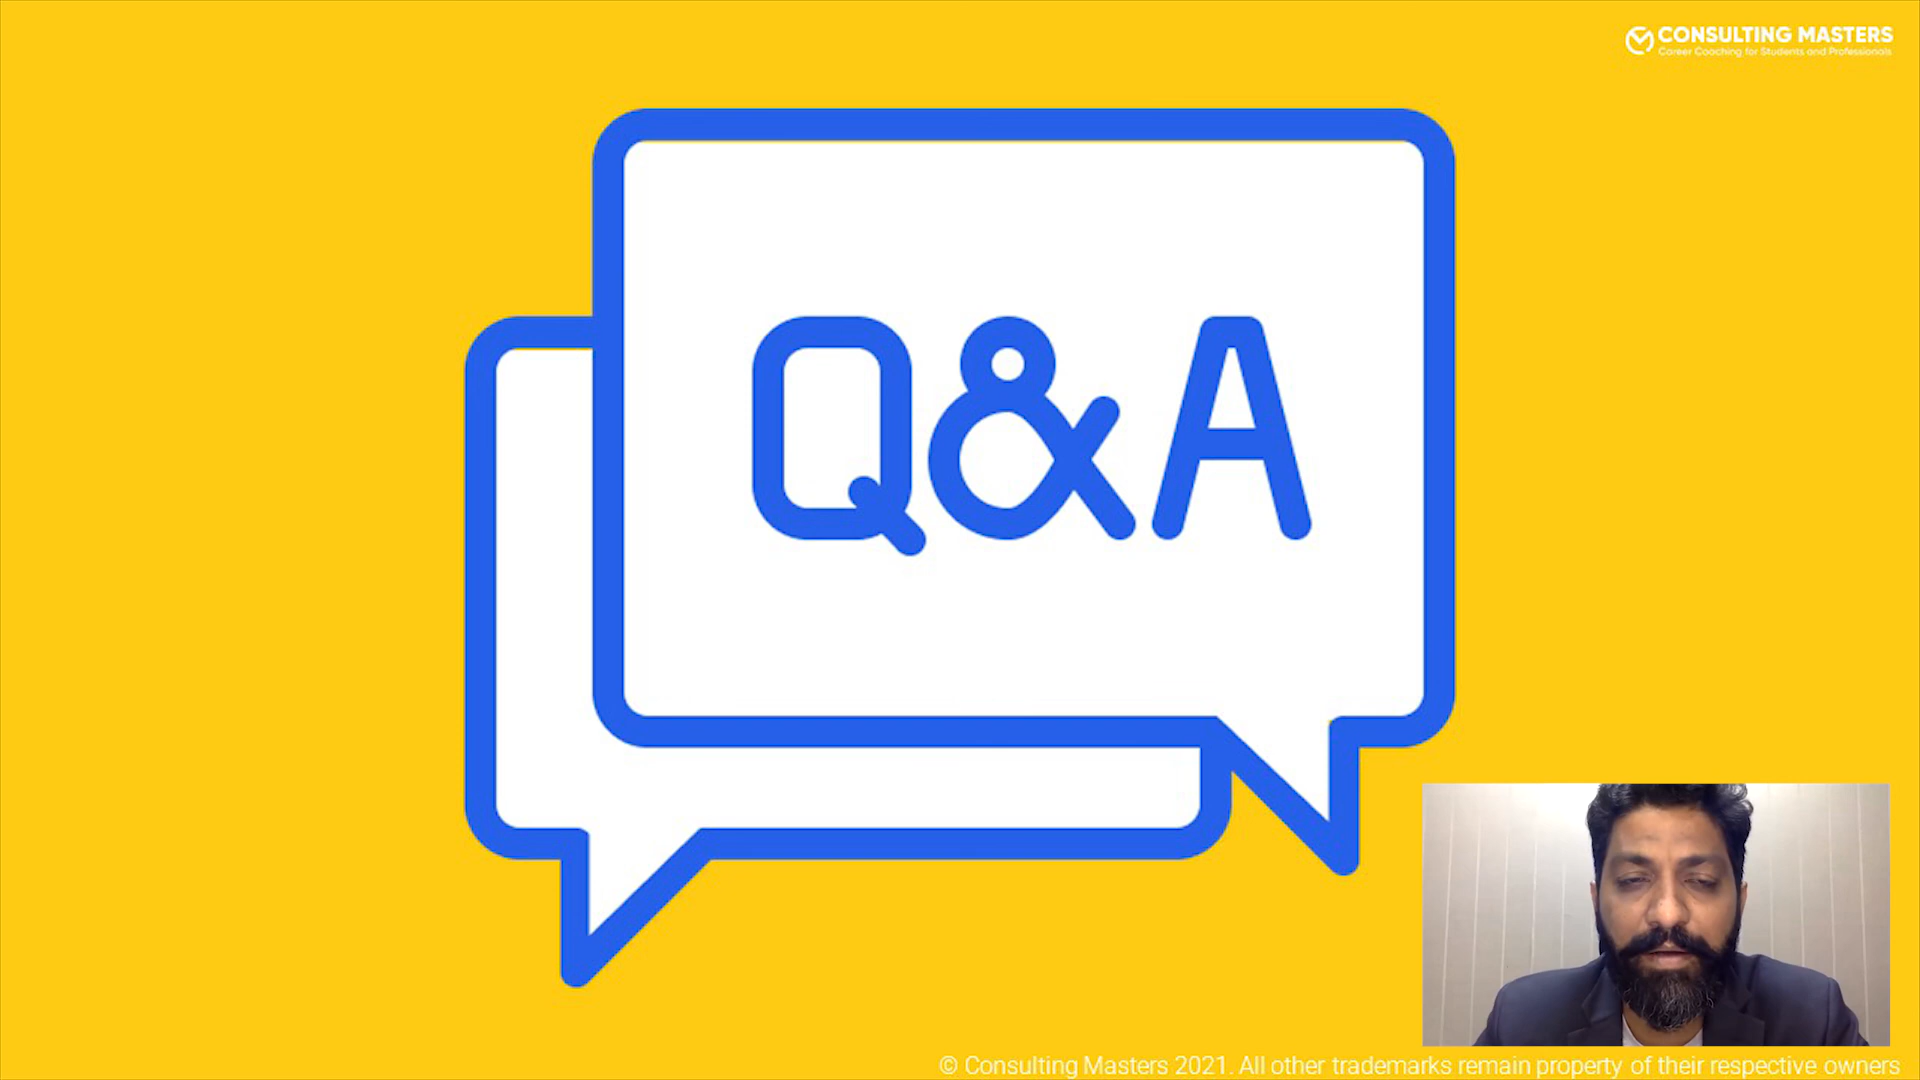 CONSULTING MASTERS
Career Coaching for Students and Professionals
Q&A
© Consulting Masters 2021. All other trademarks remain property of their respective owners